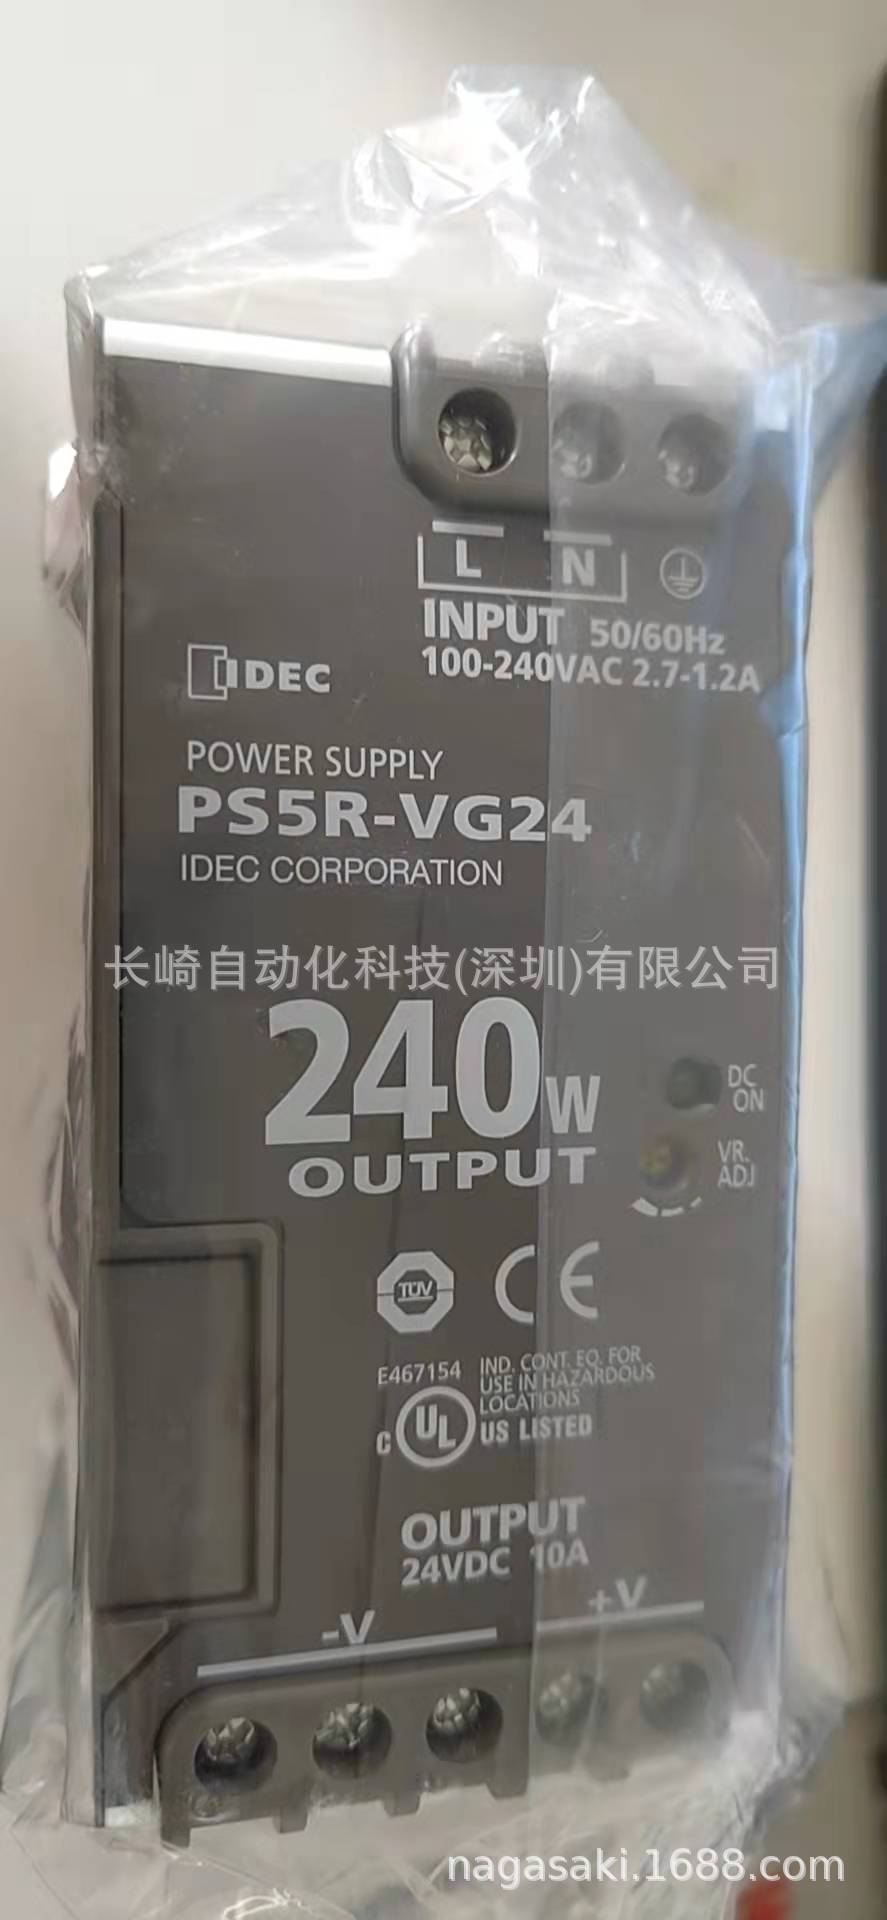 L N
INPUT 50/60Hz
100-240VAC 2.7-1.2A
IDEC
POWER SUPPLY
PS5R-VG24
IDEC CORPORATION
长崎自动化科技(深圳)有限公司
240W
OUTPUT
DC
ON
VR.
ADJ
TÜV
CE
E467154
IND. CONT. EQ. FOR
USE IN HAZARDOUS
LOCATIONS
C UL US LISTED
OUTPUT
24VDC 10A
-V +V
nagasaki.1688.com